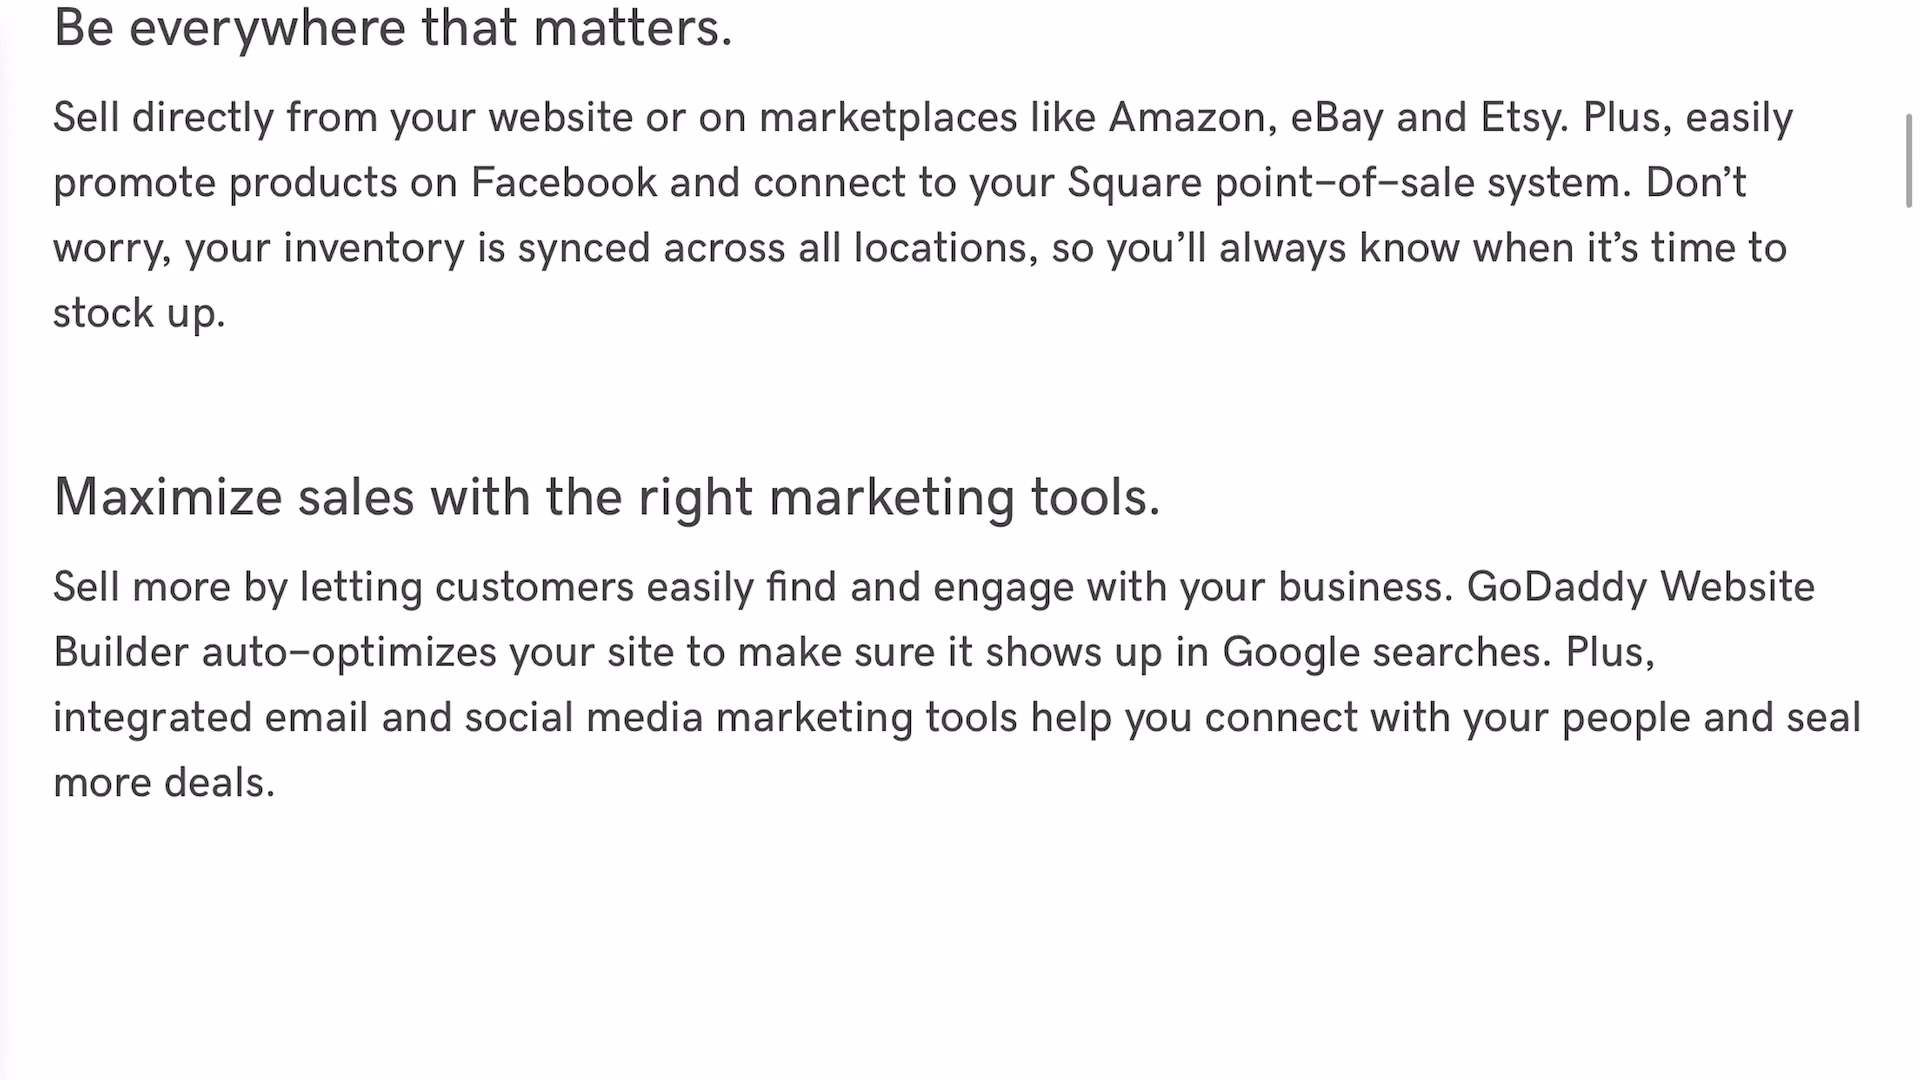 Be everywhere that matters.
Sell directly from your website or on marketplaces like Amazon, eBay and Etsy. Plus, easily
promote products on Facebook and connect to your Square point-of-sale system. Don’t
worry, your inventory is synced across all locations, so you’ll always know when it’s time to
stock up.
Maximize sales with the right marketing tools.
Sell more by letting customers easily find and engage with your business. GoDaddy Website
Builder auto-optimizes your site to make sure it shows up in Google searches. Plus,
integrated email and social media marketing tools help you connect with your people and seal
more deals.